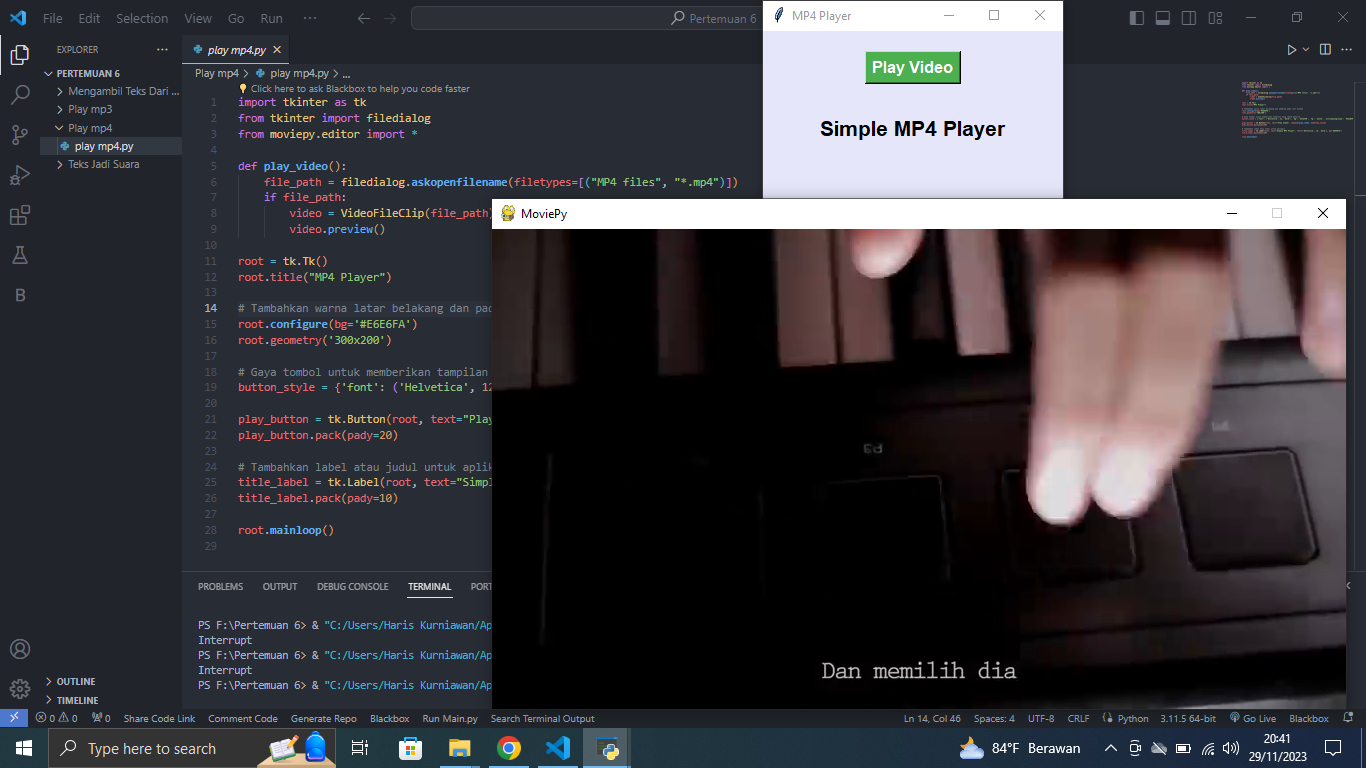 File Edit Selection View Go Run ··· Pertemuan 6
MP4 Player
EXPLORER
play mp4.py
Play Video
Simple MP4 Player
PERTEMUAN 6
Mengambil Teks Dari ...
Play mp3
Play mp4
play mp4.py
Teks Jadi Suara
Play mp4 > play mp4.py > ...
Click here to ask Blackbox to help you code faster
1 import tkinter as tk
2 from tkinter import filedialog
3 from moviepy.editor import *
4
5 def play_video():
6 file_path = filedialog.askopenfilename(filetypes=[("MP4 files", "*.mp4")])
7 if file_path:
8 video = VideoFileClip(file_path)
9 video.preview()
10
11 root = tk.Tk()
12 root.title("MP4 Player")
13
14 # Tambahkan warna latar belakang dan pad
15 root.configure(bg='#E6E6FA')
16 root.geometry('300x200')
17
18 # Gaya tombol untuk memberikan tampilan
19 button_style = {'font': ('Helvetica', 12
20
21 play_button = tk.Button(root, text="Play
22 play_button.pack(pady=20)
23
24 # Tambahkan label atau judul untuk aplik
25 title_label = tk.Label(root, text="Simpl
26 title_label.pack(pady=10)
27
28 root.mainloop()
29
MoviePy
Dan memilih dia
PROBLEMS OUTPUT DEBUG CONSOLE TERMINAL PORT
PS F:\Pertemuan 6> & "C:/Users/Haris Kurniawan/Ap
Interrupt
PS F:\Pertemuan 6> & "C:/Users/Haris Kurniawan/Ap
Interrupt
PS F:\Pertemuan 6> & "C:/Users/Haris Kurniawan/Ap
OUTLINE
TIMELINE
0 0 0 Share Code Link Comment Code Generate Repo Blackbox Run Main.py Search Terminal Output Ln 14, Col 46 Spaces: 4 UTF-8 CRLF Python 3.11.5 64-bit Go Live Blackbox
Type here to search
84°F Berawan
20:41
29/11/2023